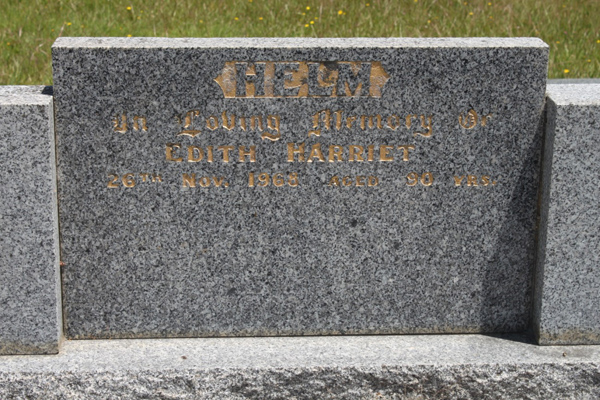 HELM
In Loving Memory Of
EDITH HARRIET
26TH Nov. 1968 AGED 90 YRS.